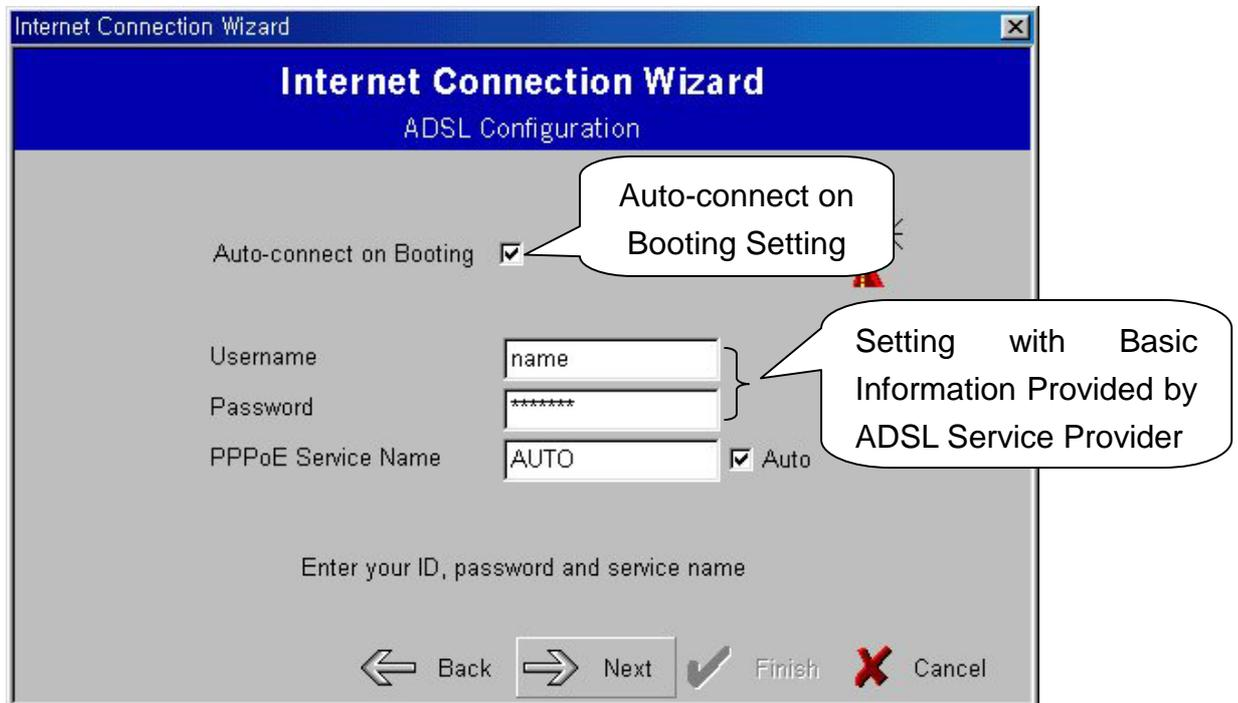 Internet Connection Wizard
Internet Connection Wizard
ADSL Configuration
Auto-connect on
Booting Setting
Auto-connect on Booting
Username
name
Password
*******
PPPoE Service Name
AUTO
Auto
Setting with Basic
Information Provided by
ADSL Service Provider
Enter your ID, password and service name
Back
Next
Finish
Cancel